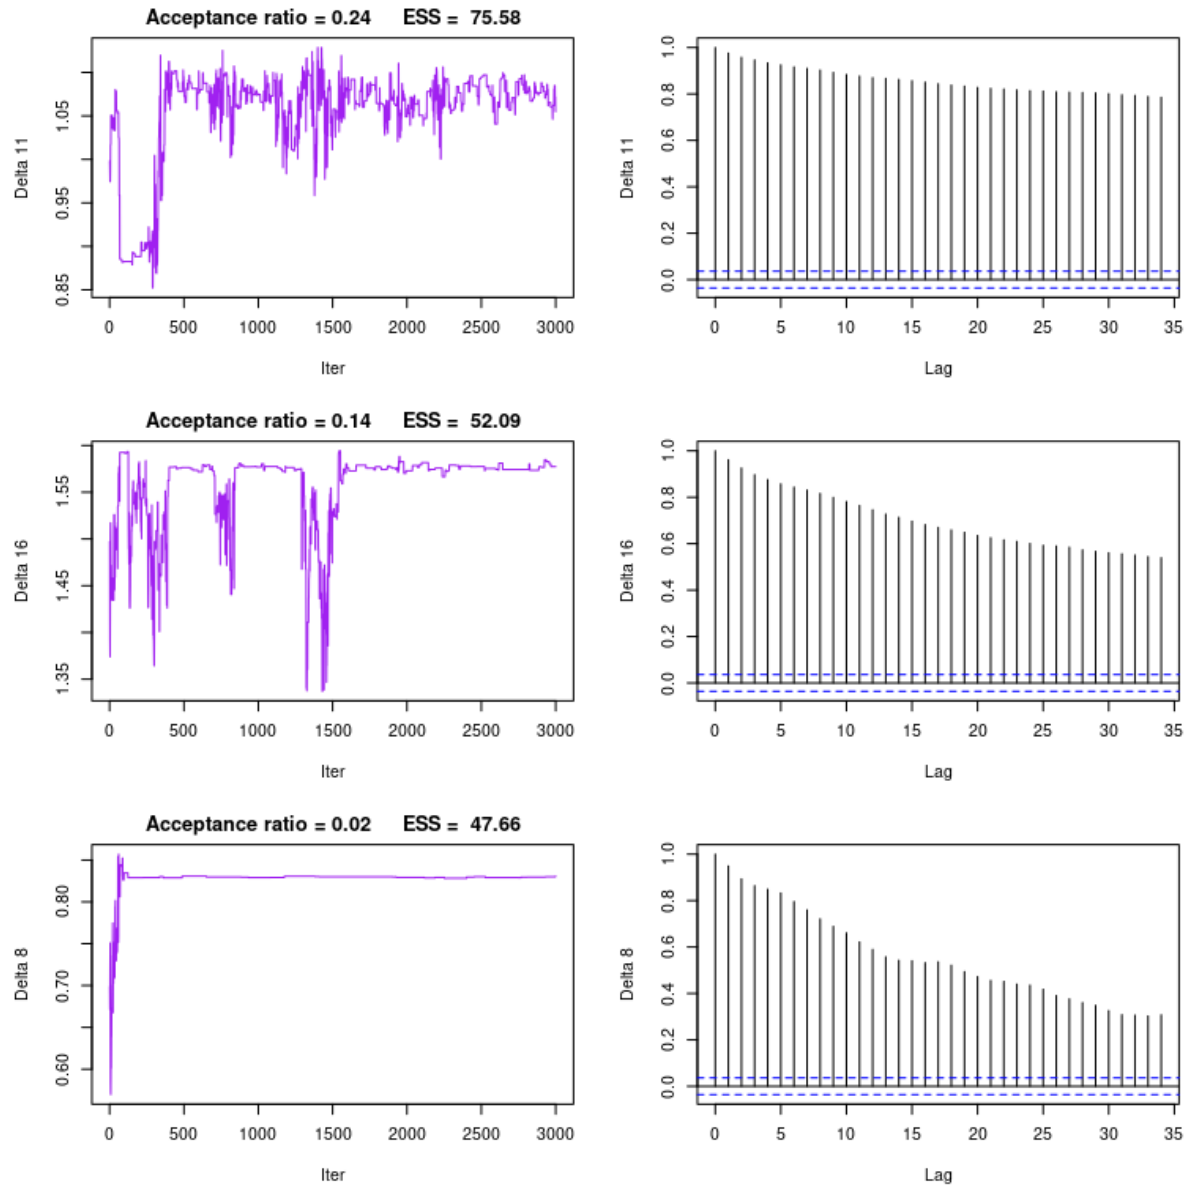 Acceptance ratio = 0.24 ESS = 75.58
Delta 11
0.85 0.95 1.05
0 500 1000 1500 2000 2500 3000
Iter
Delta 11
0.0 0.2 0.4 0.6 0.8 1.0
0 5 10 15 20 25 30 35
Lag
Acceptance ratio = 0.14 ESS = 52.09
Delta 16
1.35 1.45 1.55
0 500 1000 1500 2000 2500 3000
Iter
Delta 16
0.0 0.2 0.4 0.6 0.8 1.0
0 5 10 15 20 25 30 35
Lag
Acceptance ratio = 0.02 ESS = 47.66
Delta 8
0.60 0.70 0.80
0 500 1000 1500 2000 2500 3000
Iter
Delta 8
0.0 0.2 0.4 0.6 0.8 1.0
0 5 10 15 20 25 30 35
Lag